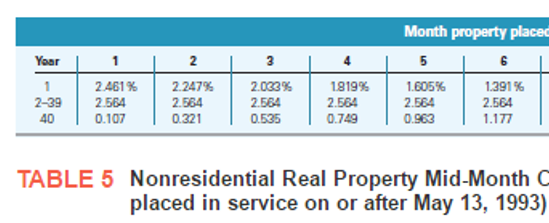 Month property placed
Year 1 2 3 4 5 6
1 2.461% 2.247% 2.033% 1.819% 1.605% 1.391%
2–39 2.564 2.564 2.564 2.564 2.564 2.564
40 0.107 0.321 0.535 0.749 0.963 1.177
TABLE 5 Nonresidential Real Property Mid-Month C
placed in service on or after May 13, 1993)